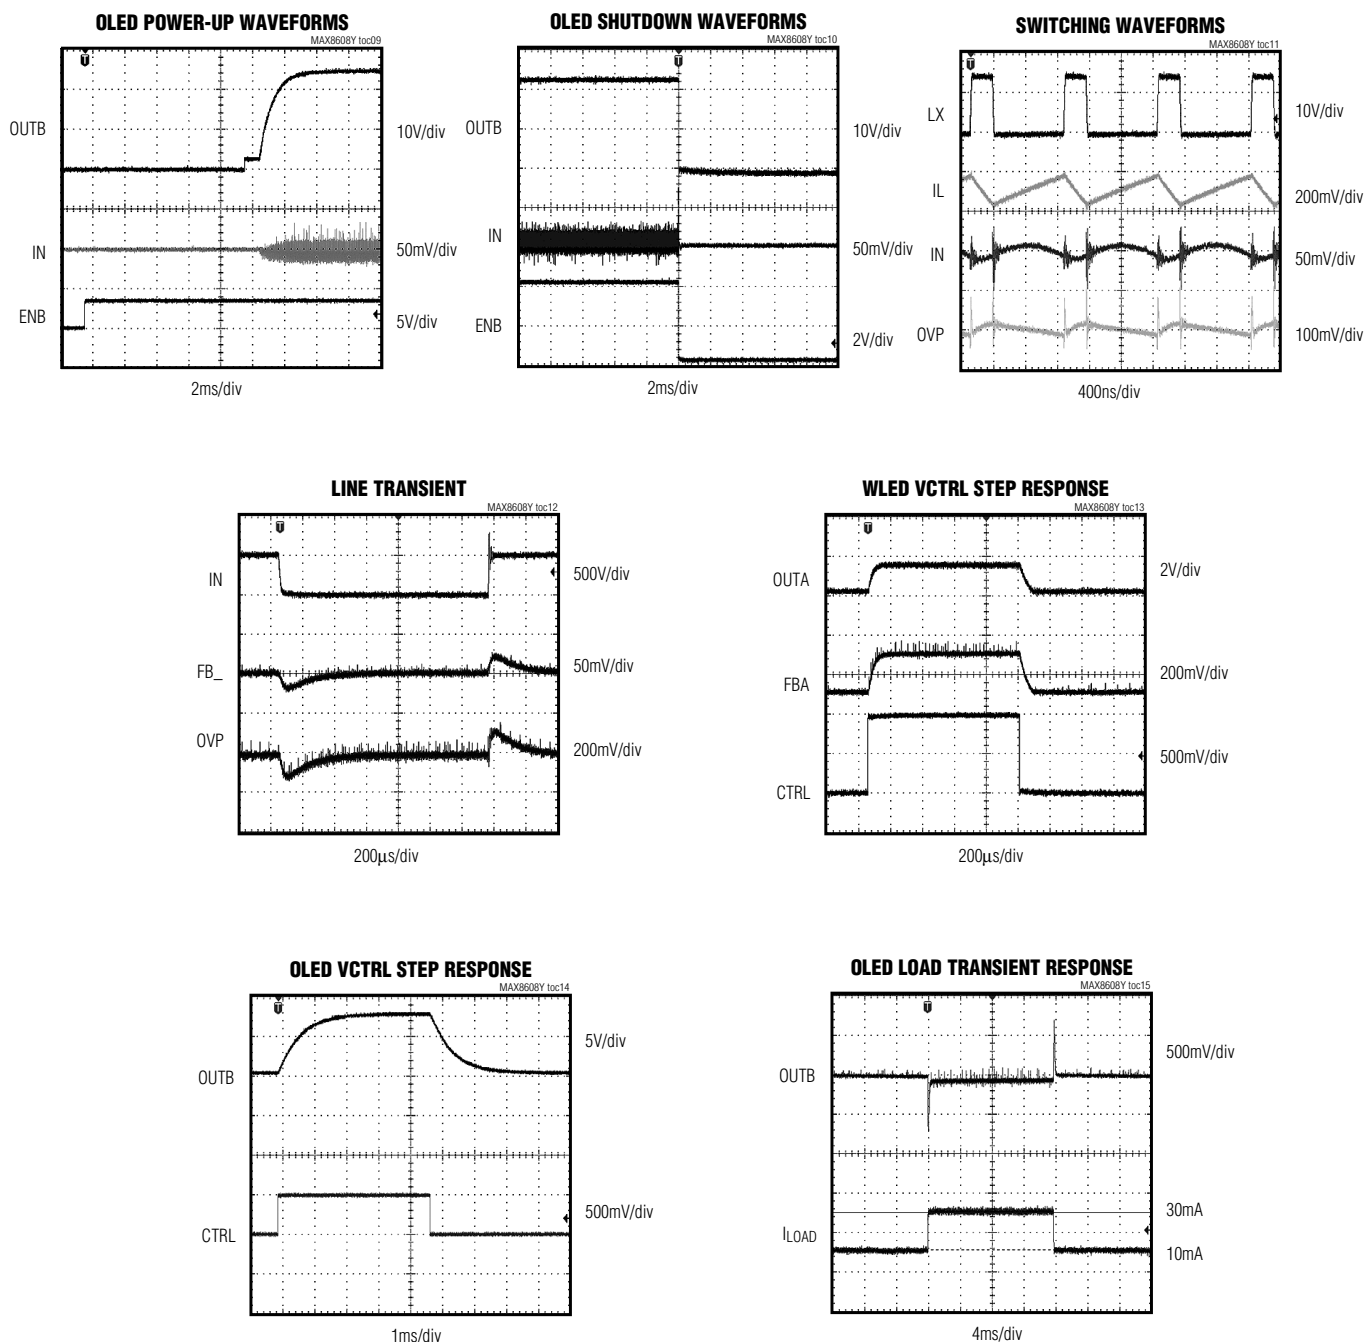 OLED POWER-UP WAVEFORMS
MAX8608Y toc09
OUTB
10V/div
IN
50mV/div
ENB
5V/div
2ms/div
OLED SHUTDOWN WAVEFORMS
MAX8608Y toc10
OUTB
10V/div
IN
50mV/div
ENB
2V/div
2ms/div
SWITCHING WAVEFORMS
MAX8608Y toc11
LX
10V/div
IL
200mV/div
IN
50mV/div
OVP
100mV/div
400ns/div
LINE TRANSIENT
MAX8608Y toc12
IN
500V/div
FB_
50mV/div
OVP
200mV/div
200μs/div
WLED VCTRL STEP RESPONSE
MAX8608Y toc13
OUTA
2V/div
FBA
200mV/div
500mV/div
CTRL
200μs/div
OLED VCTRL STEP RESPONSE
MAX8608Y toc14
5V/div
OUTB
500mV/div
CTRL
1ms/div
OLED LOAD TRANSIENT RESPONSE
MAX8608Y toc15
500mV/div
OUTB
30mA
ILOAD
10mA
4ms/div